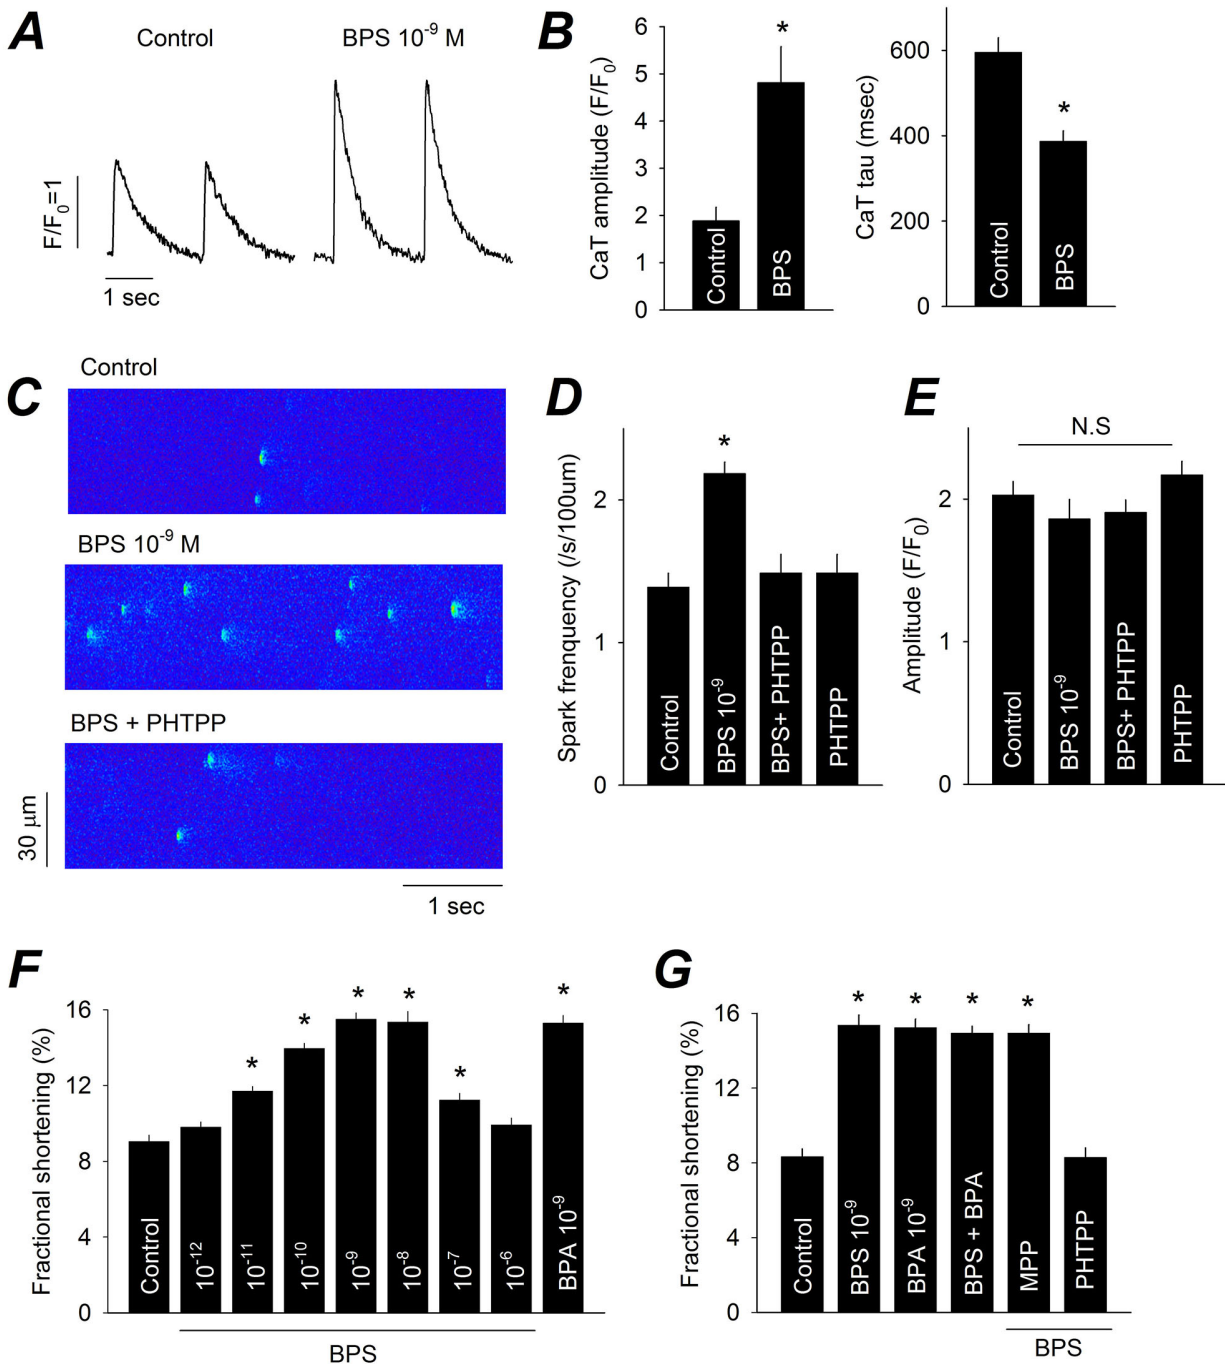 A
Control
BPS 10⁻⁹ M
F/F₀=1
1 sec
B
CaT amplitude (F/F₀)
6
5
4
3
2
1
0
*
Control
BPS
CaT tau (msec)
600
400
200
0
*
Control
BPS
C
Control
BPS 10⁻⁹ M
BPS + PHTPP
30 µm
1 sec
D
Spark frenquency (/s/100um)
2
1
0
*
Control
BPS 10⁻⁹
BPS+ PHTPP
PHTPP
E
Amplitude (F/F₀)
2
1
0
N.S
Control
BPS 10⁻⁹
BPS+ PHTPP
PHTPP
F
Fractional shortening (%)
16
12
8
4
0
* * * * * *
Control
10⁻¹²
10⁻¹¹
10⁻¹⁰
10⁻⁹
10⁻⁸
10⁻⁷
10⁻⁶
BPA 10⁻⁹
BPS
G
Fractional shortening (%)
16
12
8
4
0
* * * *
Control
BPS 10⁻⁹
BPA 10⁻⁹
BPS + BPA
MPP
PHTPP
BPS